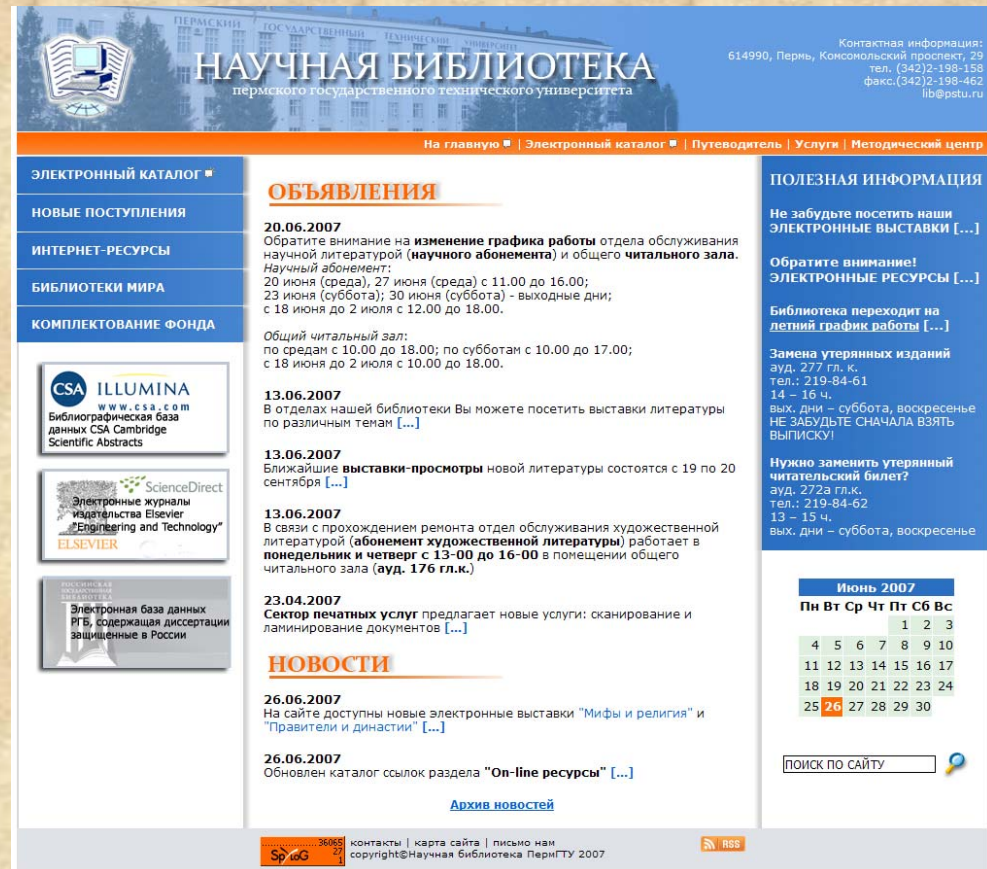 ПЕРМСКИЙ ГОСУДАРСТВЕННЫЙ ТЕХНИЧЕСКИЙ УНИВЕРСИТЕТ
НАУЧНАЯ БИБЛИОТЕКА
пермского государственного технического университета
Контактная информация:
614990, Пермь, Комсомольский проспект, 29
тел. (342)2-198-158
факс.(342)2-198-462
lib@pstu.ru
На главную | Электронный каталог | Путеводитель | Услуги | Методический центр
ЭЛЕКТРОННЫЙ КАТАЛОГ
НОВЫЕ ПОСТУПЛЕНИЯ
ИНТЕРНЕТ-РЕСУРСЫ
БИБЛИОТЕКИ МИРА
КОМПЛЕКТОВАНИЕ ФОНДА
CSA ILLUMINA
www.csa.com
Библиографическая база
данных CSA Cambridge
Scientific Abstracts
ScienceDirect
Электронные журналы
издательства Elsevier
"Engineering and Technology"
ELSEVIER
РОССИЙСКАЯ
ГОСУДАРСТВЕННАЯ
БИБЛИОТЕКА
Электронная база данных
РГБ, содержащая диссертации
защищенные в России
ОБЪЯВЛЕНИЯ
20.06.2007
Обратите внимание на изменение графика работы отдела обслуживания
научной литературой (научного абонемента) и общего читального зала.
Научный абонемент:
20 июня (среда), 27 июня (среда) с 11.00 до 16.00;
23 июня (суббота); 30 июня (суббота) - выходные дни;
с 18 июня до 2 июля с 12.00 до 18.00.
Общий читальный зал:
по средам с 10.00 до 18.00; по субботам с 10.00 до 17.00;
с 18 июня до 2 июля с 10.00 до 18.00.
13.06.2007
В отделах нашей библиотеки Вы можете посетить выставки литературы
по различным темам [...]
13.06.2007
Ближайшие выставки-просмотры новой литературы состоятся с 19 по 20
сентября [...]
13.06.2007
В связи с прохождением ремонта отдел обслуживания художественной
литературой (абонемент художественной литературы) работает в
понедельник и четверг с 13-00 до 16-00 в помещении общего
читального зала (ауд. 176 гл.к.)
23.04.2007
Сектор печатных услуг предлагает новые услуги: сканирование и
ламинирование документов [...]
НОВОСТИ
26.06.2007
На сайте доступны новые электронные выставки "Мифы и религия" и
"Правители и династии" [...]
26.06.2007
Обновлен каталог ссылок раздела "On-line ресурсы" [...]
Архив новостей
ПОЛЕЗНАЯ ИНФОРМАЦИЯ
Не забудьте посетить наши
ЭЛЕКТРОННЫЕ ВЫСТАВКИ [...]
Обратите внимание!
ЭЛЕКТРОННЫЕ РЕСУРСЫ [...]
Библиотека переходит на
летний график работы [...]
Замена утерянных изданий
ауд. 277 гл. к.
тел.: 219-84-61
14 – 16 ч.
вых. дни – суббота, воскресенье
НЕ ЗАБУДЬТЕ СНАЧАЛА ВЗЯТЬ
ВЫПИСКУ!
Нужно заменить утерянный
читательский билет?
ауд. 272а гл.к.
тел.: 219-84-62
13 – 15 ч.
вых. дни – суббота, воскресенье
Июнь 2007
Пн Вт Ср Чт Пт Сб Вс
1 2 3
4 5 6 7 8 9 10
11 12 13 14 15 16 17
18 19 20 21 22 23 24
25 26 27 28 29 30
ПОИСК ПО САЙТУ
SpyLOG
36065
27
1
контакты | карта сайта | письмо нам
copyright©Научная библиотека ПермГТУ 2007
RSS